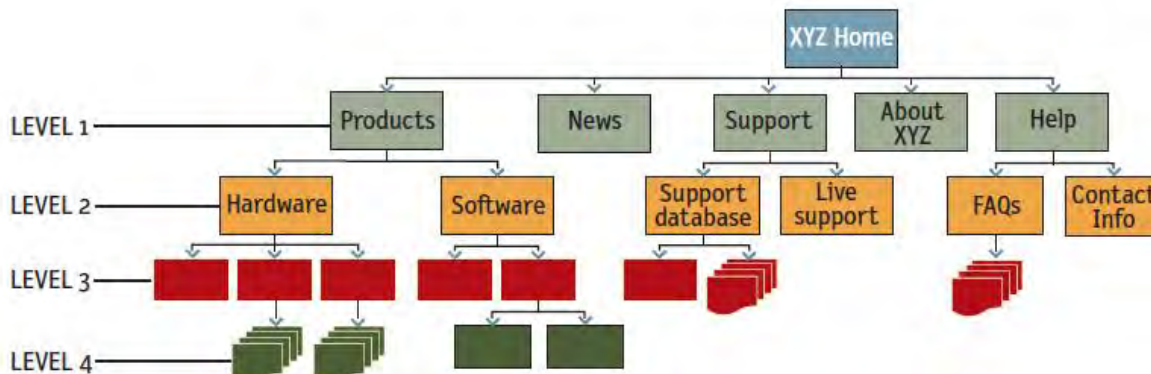 XYZ Home
LEVEL 1
Products
News
Support
About
XYZ
Help
LEVEL 2
Hardware
Software
Support
database
Live
support
FAQs
Contact
Info
LEVEL 3
LEVEL 4